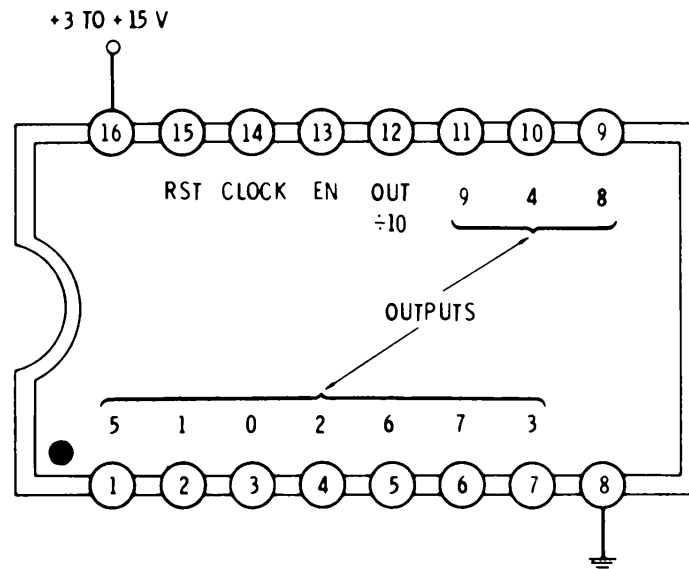 +3 TO +15 V
16 15 14 13 12 11 10 9
RST CLOCK EN OUT ÷10 9 4 8
OUTPUTS
5 1 0 2 6 7 3
1 2 3 4 5 6 7 8